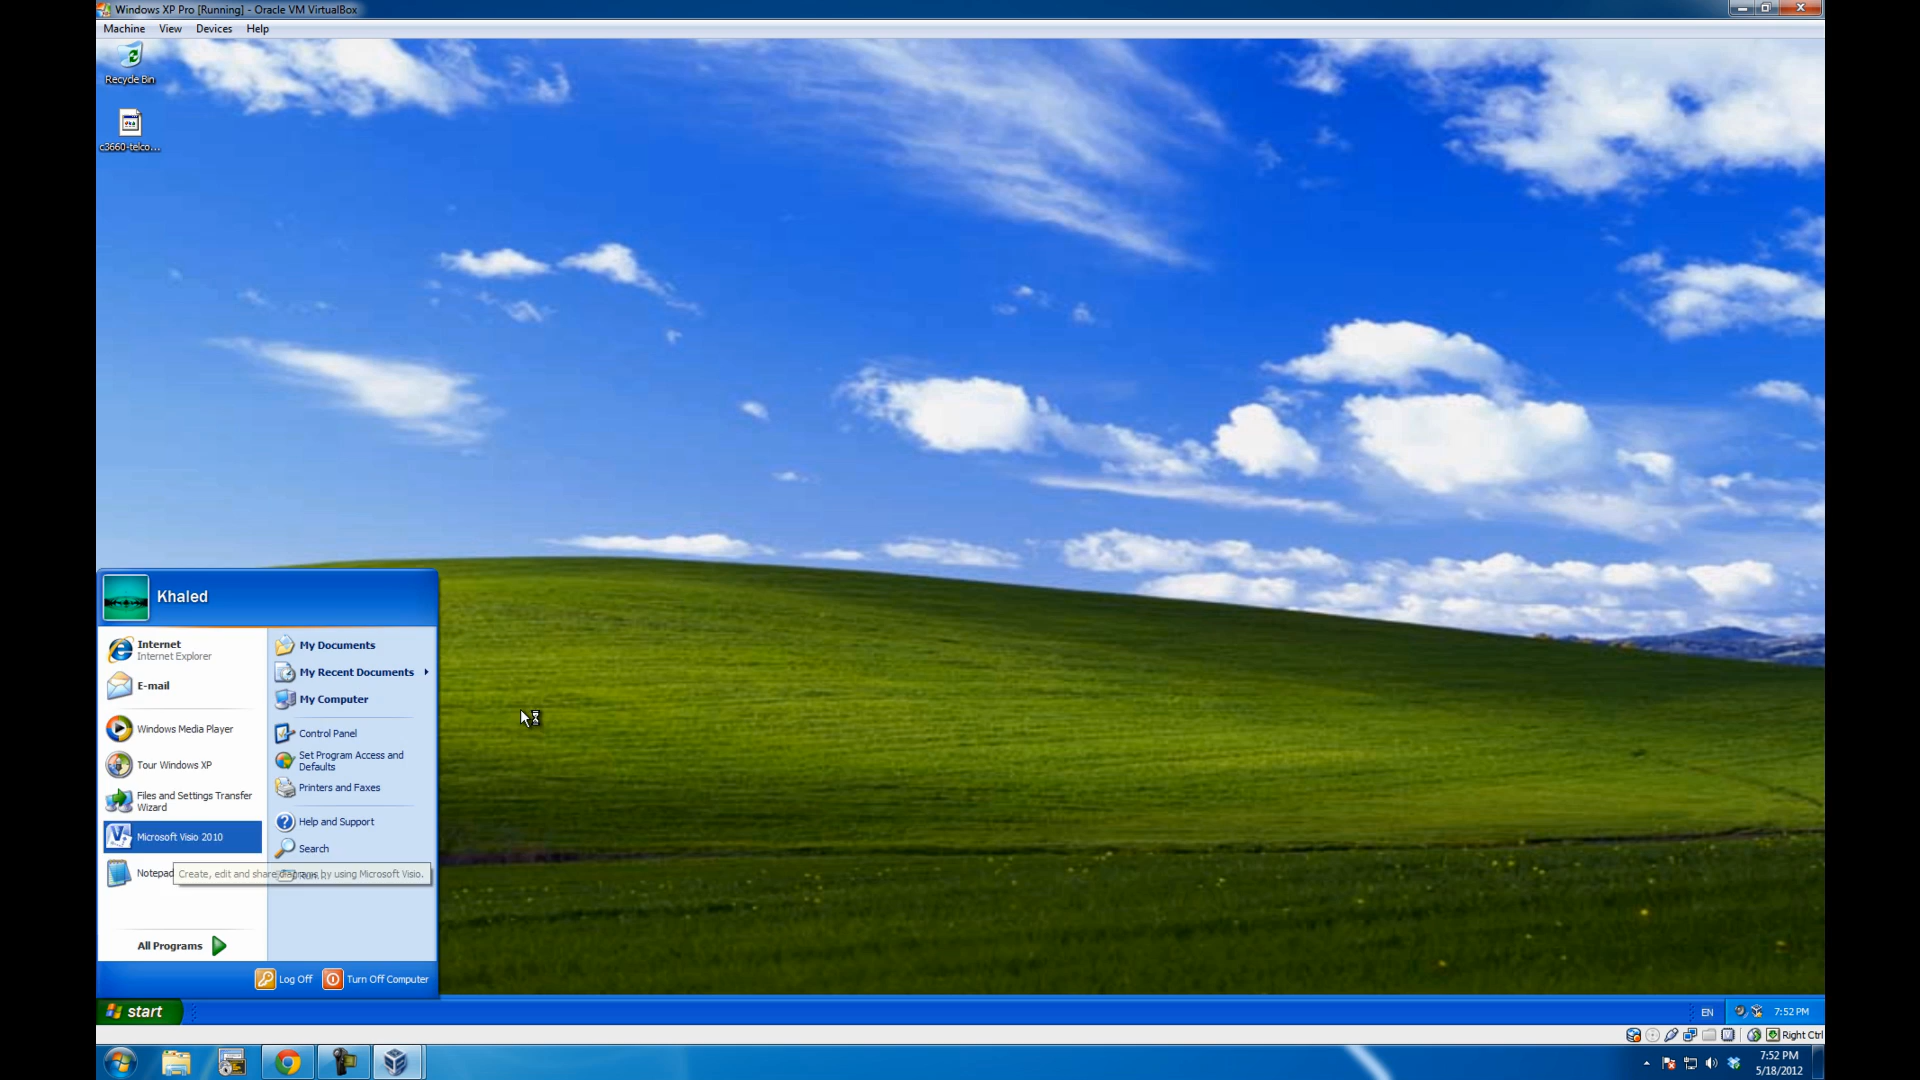 Windows XP Pro [Running] - Oracle VM VirtualBox
Machine View Devices Help
Recycle Bin
c3660-telco...
Khaled
Internet
Internet Explorer
E-mail
Windows Media Player
Tour Windows XP
Files and Settings Transfer
Wizard
Microsoft Visio 2010
Notepad
Create, edit and share diagrams by using Microsoft Visio.
All Programs
My Documents
My Recent Documents
My Computer
Control Panel
Set Program Access and
Defaults
Printers and Faxes
Help and Support
Search
Log Off
Turn Off Computer
start
EN
7:52 PM
Right Ctrl
7:52 PM
5/18/2012